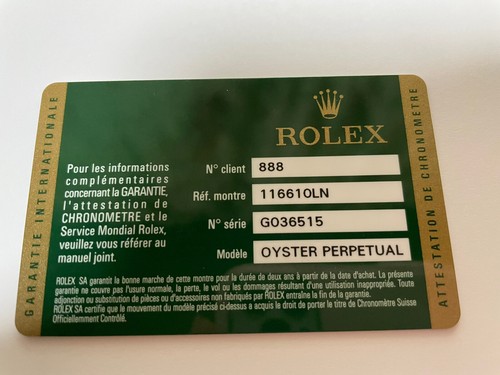 GARANTIE INTERNATIONALE
ROLEX
Pour les informations
complémentaires
concernant la GARANTIE,
l'attestation de
CHRONOMETRE et le
Service Mondial Rolex,
veuillez vous référer au
manuel joint.
N° client 888
Réf. montre 116610LN
N° série G036515
Modèle OYSTER PERPETUAL
ROLEX SA garantit la bonne marche de cette montre pour la durée de deux ans à partir de la date d'achat. La présente
garantie ne couvre pas l'usure normale, la perte, le vol ou les dommages résultant d'une utilisation inappropriée. Toute
adjonction ou substitution de pièces ou d'accessoires non fabriqués par ROLEX entraîne la fin de la garantie.
ROLEX SA certifie que le mouvement du modèle précité ci-dessus a acquis le droit de porter le titre de Chronomètre Suisse
Officiellement Contrôlé.
ATTESTATION DE CHRONOMETRE